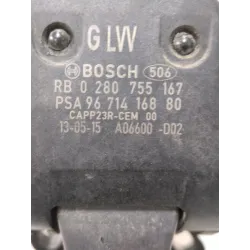 G LW
BOSCH 506
RB 0 280 755 167
PSA 96 714 168 80
CAPP23R-CEM 00
13-05-15 A06600 -D02